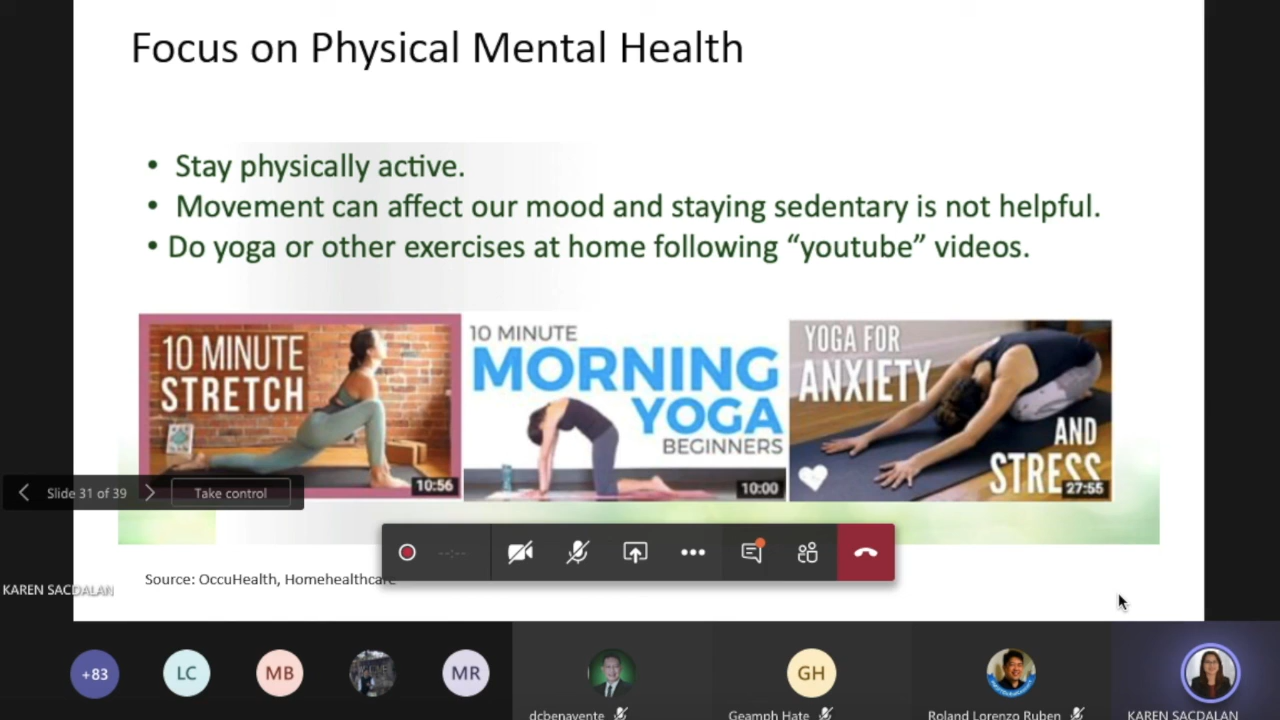 Focus on Physical Mental Health
• Stay physically active.
• Movement can affect our mood and staying sedentary is not helpful.
• Do yoga or other exercises at home following “youtube” videos.
10 MINUTE
STRETCH
10:56
10 MINUTE
MORNING
YOGA
BEGINNERS
10:00
YOGA FOR
ANXIETY
AND
STRESS
27:55
Slide 31 of 39
Take control
--:--
Source: OccuHealth, Homehealthcare
KAREN SACDALAN
+83
LC
MB
MR
GH
dcbenavente
Geamph Hate
Roland Lorenzo Ruben
KAREN SACDALAN